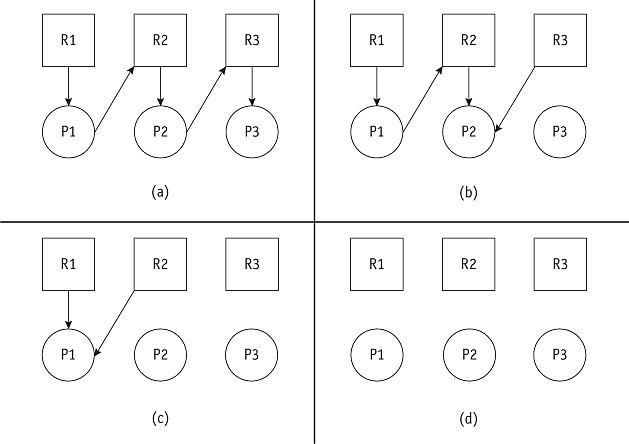 R1 R2 R3
P1 P2 P3
(a)
R1 R2 R3
P1 P2 P3
(b)
R1 R2 R3
P1 P2 P3
(c)
R1 R2 R3
P1 P2 P3
(d)